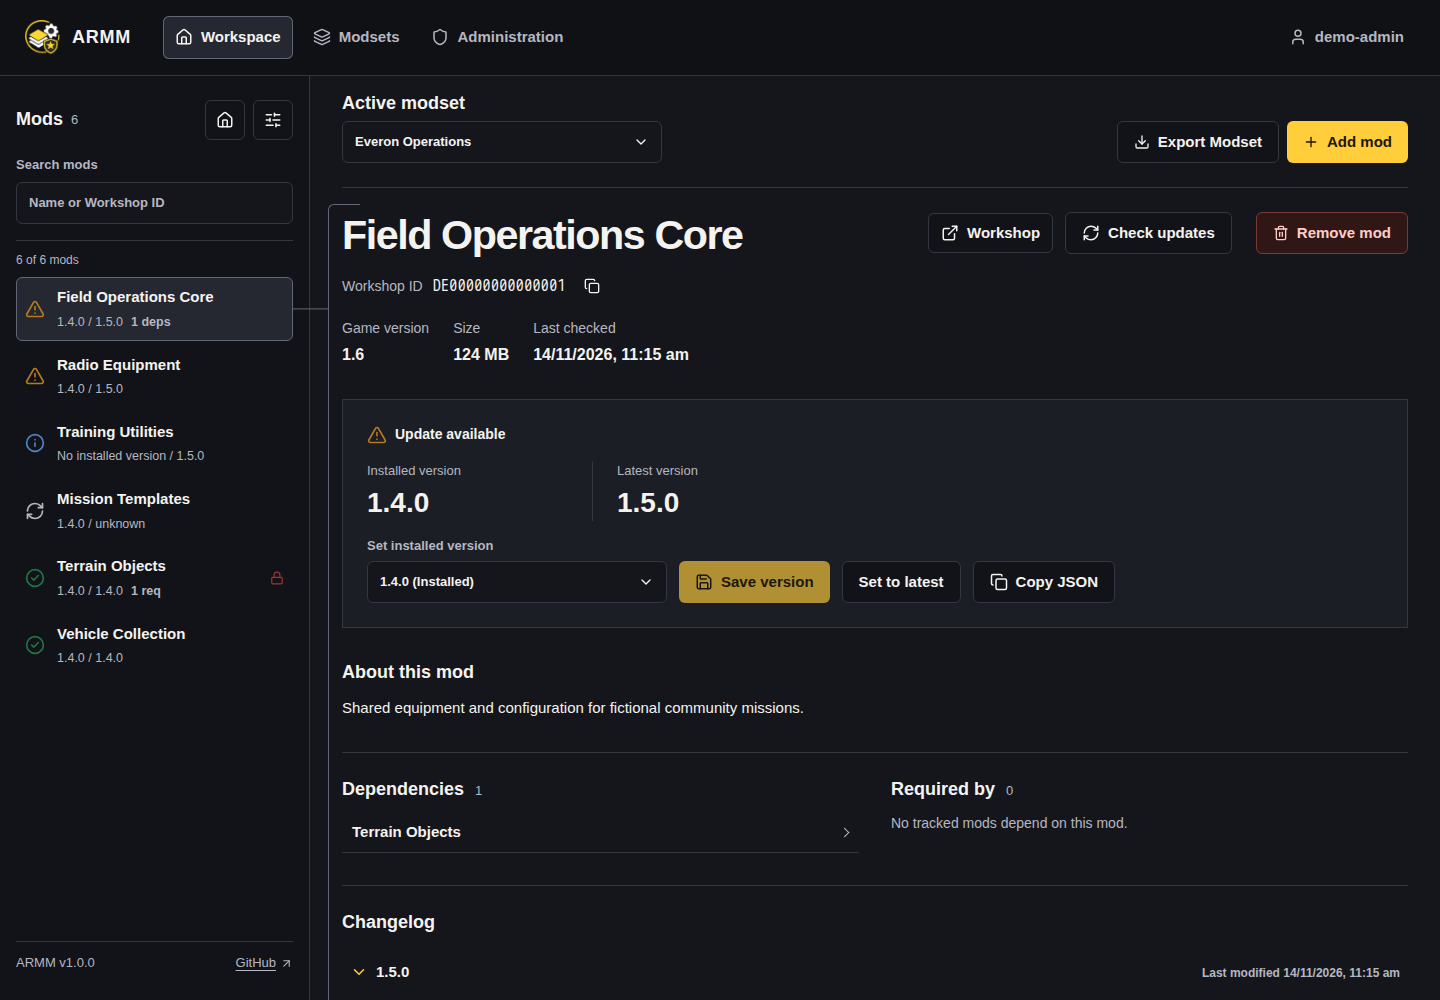 ARMM
Workspace
Modsets
Administration
demo-admin
Mods 6
Search mods
Name or Workshop ID
6 of 6 mods
Field Operations Core
1.4.0 / 1.5.0 1 deps
Radio Equipment
1.4.0 / 1.5.0
Training Utilities
No installed version / 1.5.0
Mission Templates
1.4.0 / unknown
Terrain Objects
1.4.0 / 1.4.0 1 req
Vehicle Collection
1.4.0 / 1.4.0
ARMM v1.0.0
GitHub
Active modset
Everon Operations
Export Modset
Add mod
Field Operations Core
Workshop
Check updates
Remove mod
Workshop ID DE00000000000001
Game version Size Last checked
1.6 124 MB 14/11/2026, 11:15 am
Update available
Installed version Latest version
1.4.0 1.5.0
Set installed version
1.4.0 (Installed)
Save version
Set to latest
Copy JSON
About this mod
Shared equipment and configuration for fictional community missions.
Dependencies 1
Terrain Objects
Required by 0
No tracked mods depend on this mod.
Changelog
1.5.0
Last modified 14/11/2026, 11:15 am